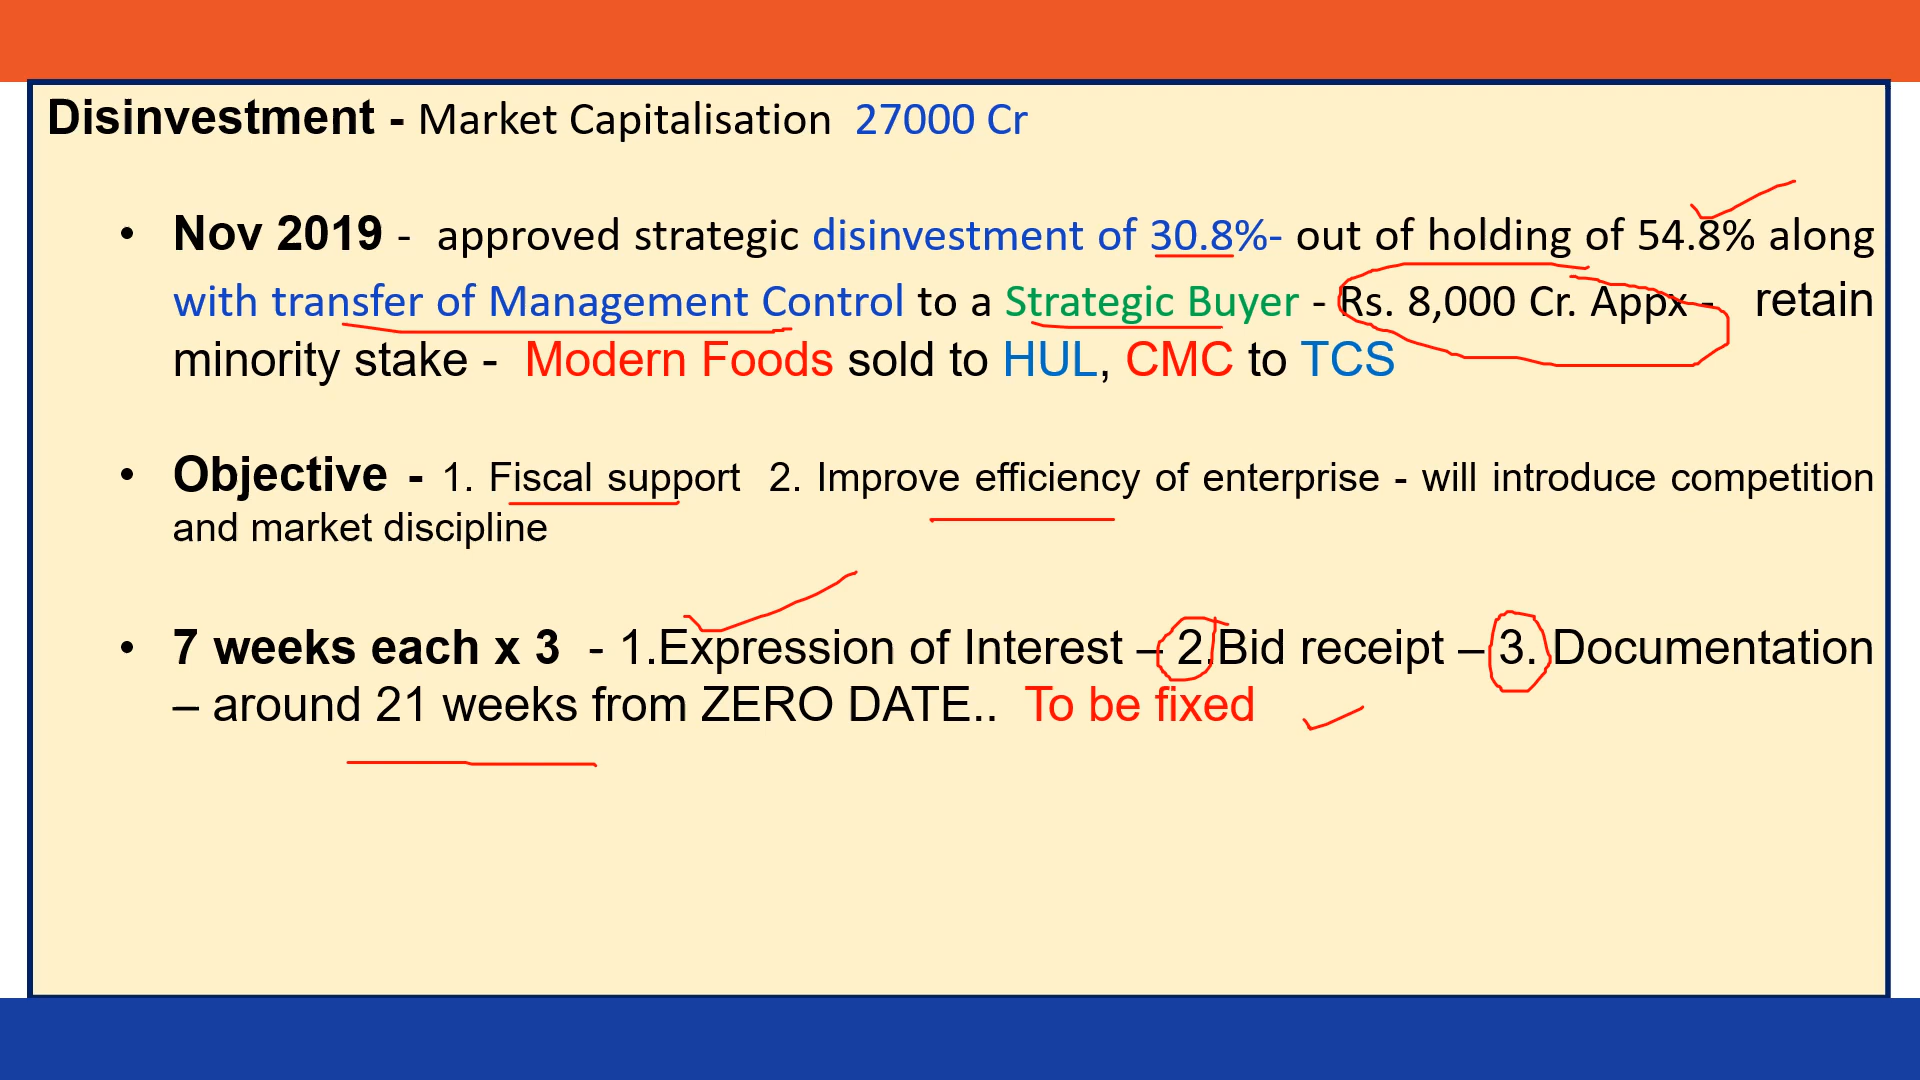 Disinvestment - Market Capitalisation 27000 Cr
• Nov 2019 - approved strategic disinvestment of 30.8%- out of holding of 54.8% along
with transfer of Management Control to a Strategic Buyer - Rs. 8,000 Cr. Appx - retain
minority stake - Modern Foods sold to HUL, CMC to TCS
• Objective - 1. Fiscal support 2. Improve efficiency of enterprise - will introduce competition
and market discipline
• 7 weeks each x 3 - 1.Expression of Interest – 2.Bid receipt – 3. Documentation
– around 21 weeks from ZERO DATE.. To be fixed